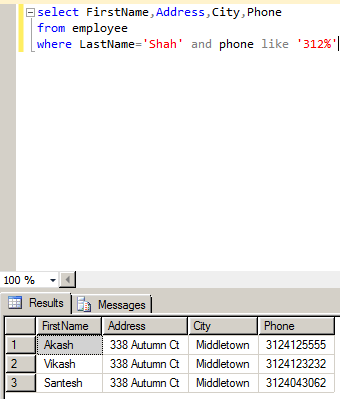 select FirstName,Address,City,Phone
from employee
where LastName='Shah' and phone like '312%'
100 %
Results Messages
FirstName Address City Phone
1 Akash 338 Autumn Ct Middletown 3124125555
2 Vikash 338 Autumn Ct Middletown 3124123232
3 Santesh 338 Autumn Ct Middletown 3124043062